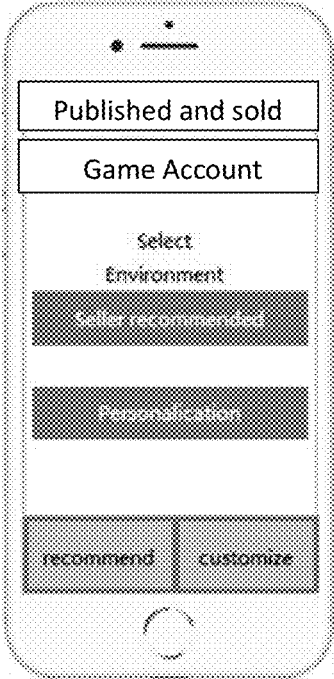 Published and sold
Game Account
Select
Environment
Seller recommended
Personalization
recommend
customize